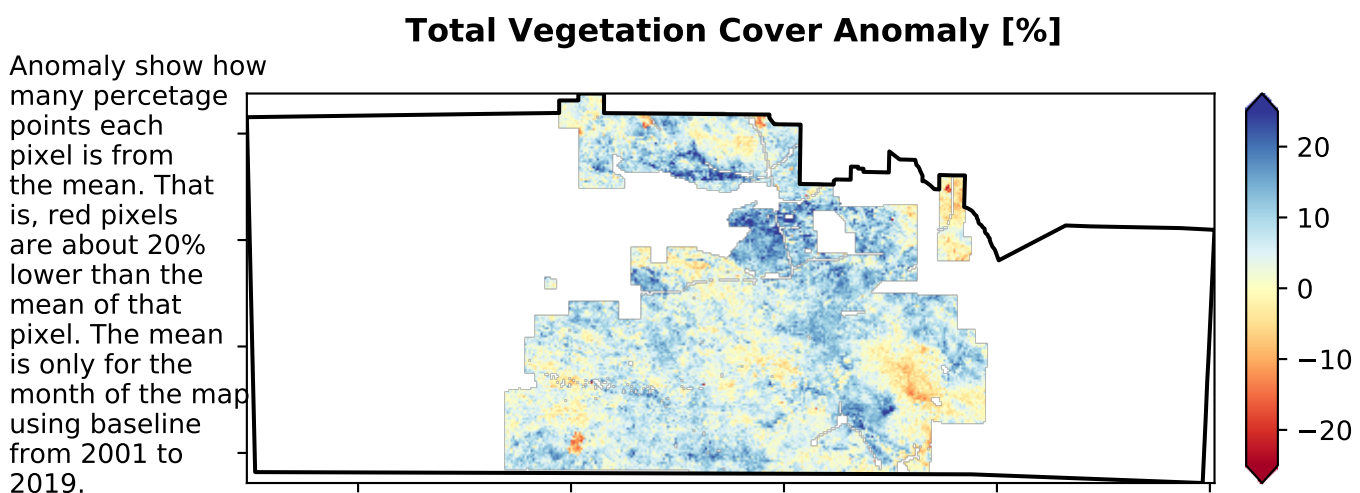 Total Vegetation Cover Anomaly [%]
Anomaly show how
many percetage
points each
pixel is from
the mean. That
is, red pixels
are about 20%
lower than the
mean of that
pixel. The mean
is only for the
month of the map
using baseline
from 2001 to
2019.
20
10
0
−10
−20